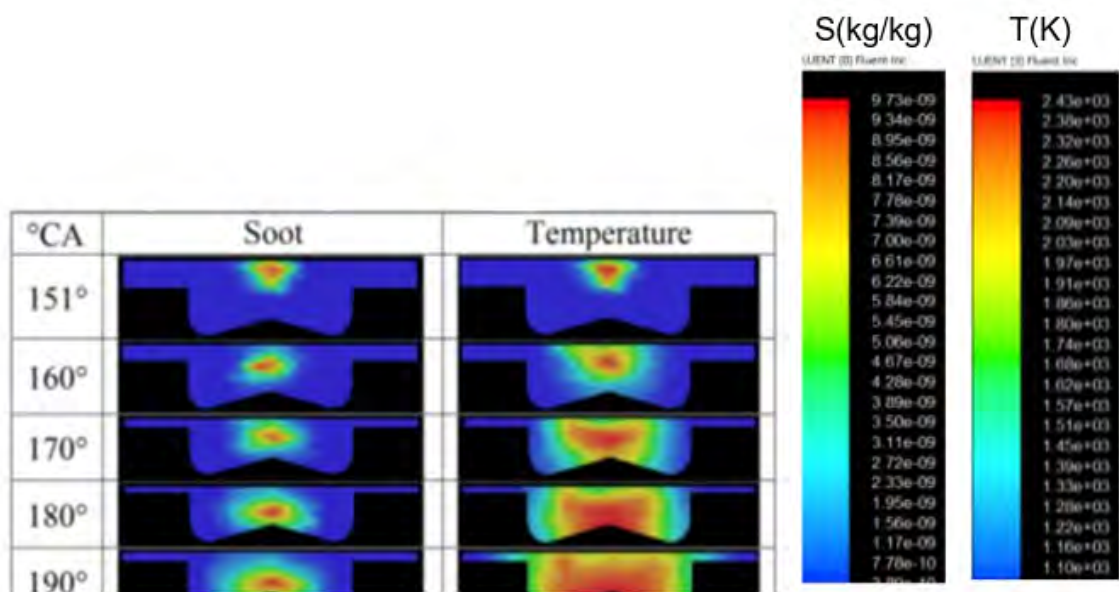 S(kg/kg) T(K)
°CA Soot Temperature
151°
160°
170°
180°
190°
9.73e-09
9.34e-09
8.95e-09
8.56e-09
8.17e-09
7.78e-09
7.39e-09
7.00e-09
6.61e-09
6.22e-09
5.84e-09
5.45e-09
5.06e-09
4.67e-09
4.28e-09
3.89e-09
3.50e-09
3.11e-09
2.72e-09
2.33e-09
1.95e-09
1.56e-09
1.17e-09
7.78e-10
2.43e+03
2.38e+03
2.32e+03
2.26e+03
2.20e+03
2.14e+03
2.09e+03
2.03e+03
1.97e+03
1.91e+03
1.86e+03
1.80e+03
1.74e+03
1.68e+03
1.62e+03
1.57e+03
1.51e+03
1.45e+03
1.39e+03
1.33e+03
1.28e+03
1.22e+03
1.16e+03
1.10e+03